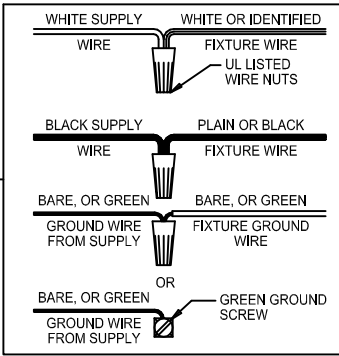 WHITE SUPPLY WIRE
WHITE OR IDENTIFIED FIXTURE WIRE
UL LISTED
WIRE NUTS
BLACK SUPPLY
WIRE
PLAIN OR BLACK
FIXTURE WIRE
BARE, OR GREEN
GROUND WIRE
FROM SUPPLY
BARE, OR GREEN
FIXTURE GROUND
WIRE
OR
BARE, OR GREEN
GROUND WIRE
FROM SUPPLY
GREEN GROUND
SCREW